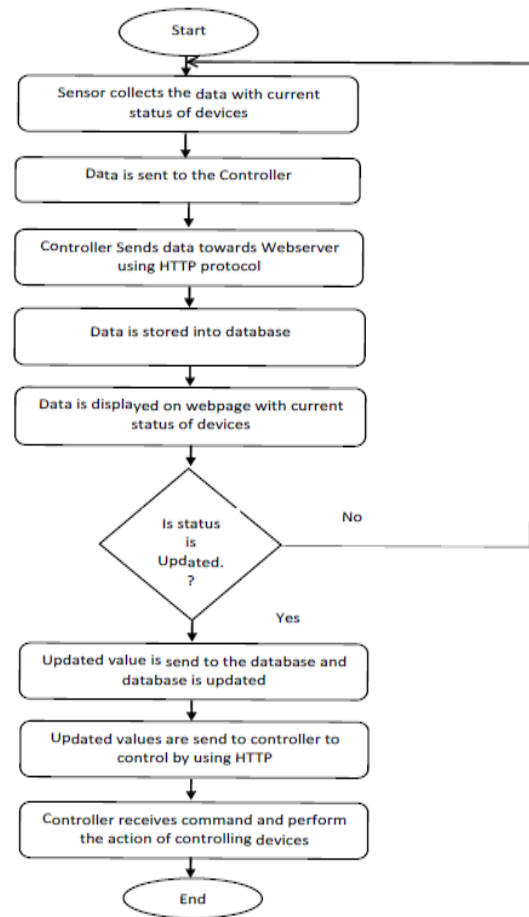 Start
Sensor collects the data with current
status of devices
Data is sent to the Controller
Controller Sends data towards Webserver
using HTTP protocol
Data is stored into database
Data is displayed on webpage with current
status of devices
Is status
is
Updated.
?
No
Yes
Updated value is send to the database and
database is updated
Updated values are send to controller to
control by using HTTP
Controller receives command and perform
the action of controlling devices
End